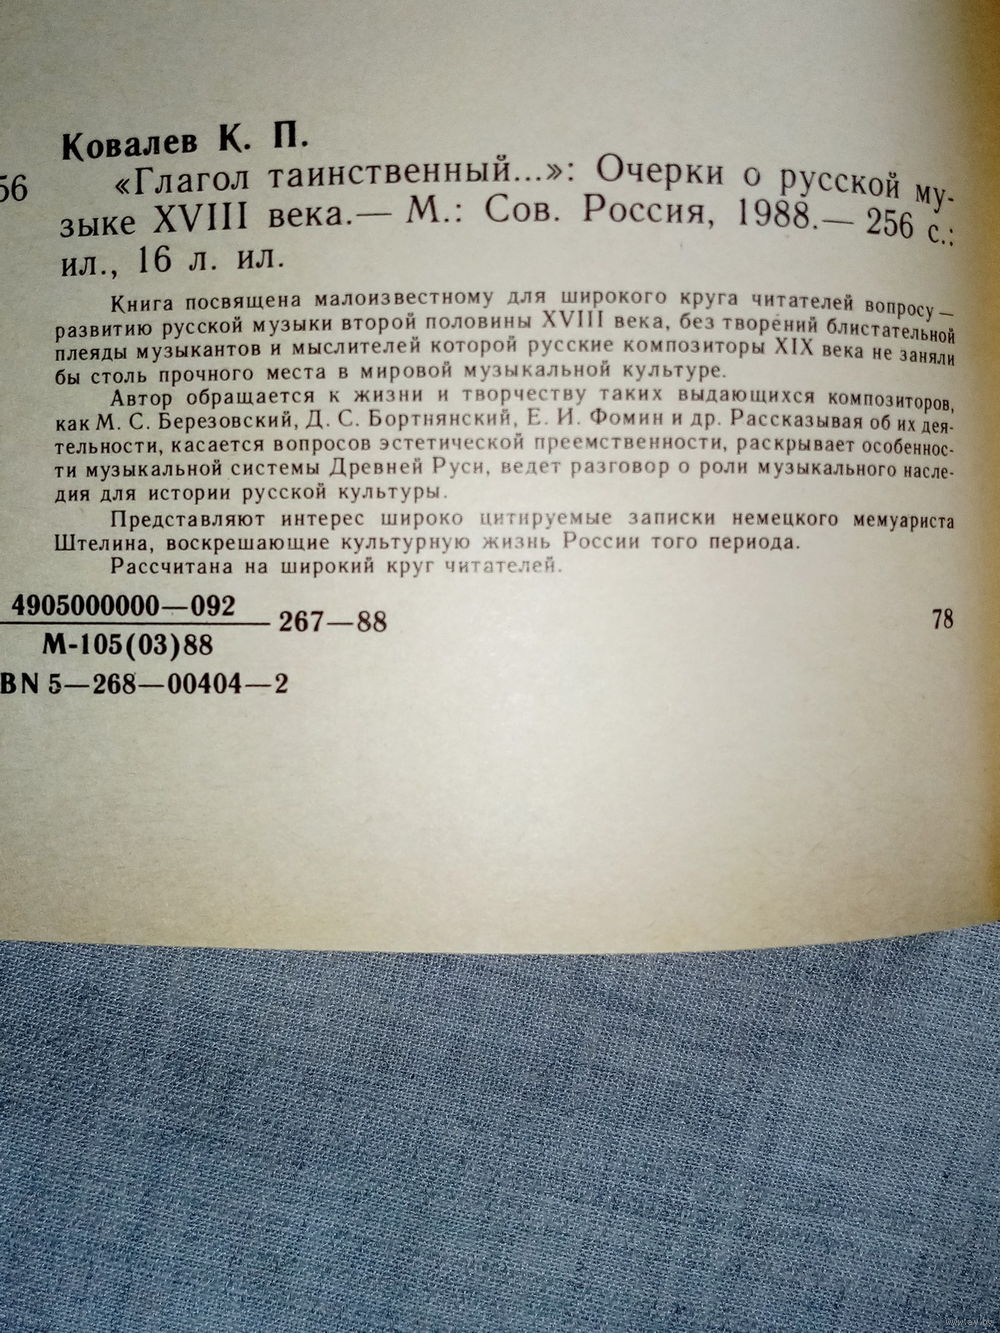 Ковалев К. П.
56 «Глагол таинственный...»: Очерки о русской му-
зыке XVIII века.— М.: Сов. Россия, 1988.— 256 с.:
ил., 16 л. ил.
Книга посвящена малоизвестному для широкого круга читателей вопросу —
развитию русской музыки второй половины XVIII века, без творений блистательной
плеяды музыкантов и мыслителей которой русские композиторы XIX века не заняли
бы столь прочного места в мировой музыкальной культуре.
Автор обращается к жизни и творчеству таких выдающихся композиторов,
как М. С. Березовский, Д. С. Бортнянский, Е. И. Фомин и др. Рассказывая об их дея-
тельности, касается вопросов эстетической преемственности, раскрывает особеннос-
ти музыкальной системы Древней Руси, ведет разговор о роли музыкального насле-
дия для истории русской культуры.
Представляют интерес широко цитируемые записки немецкого мемуариста
Штелина, воскрешающие культурную жизнь России того периода.
Рассчитана на широкий круг читателей.
4905000000—092
267—88 78
М-105(03)88
BN 5—268—00404—2